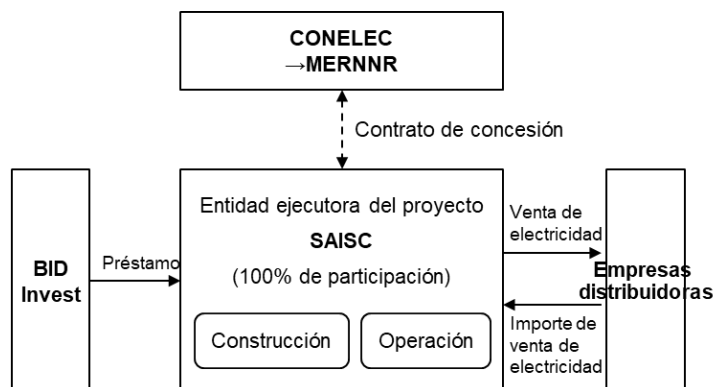 CONELEC
→MERNNR
Contrato de concesión
Entidad ejecutora del proyecto
SAISC
(100% de participación)
Construcción
Operación
BID
Invest
Préstamo
Venta de
electricidad
Empresas
distribuidoras
Importe de
venta de
electricidad